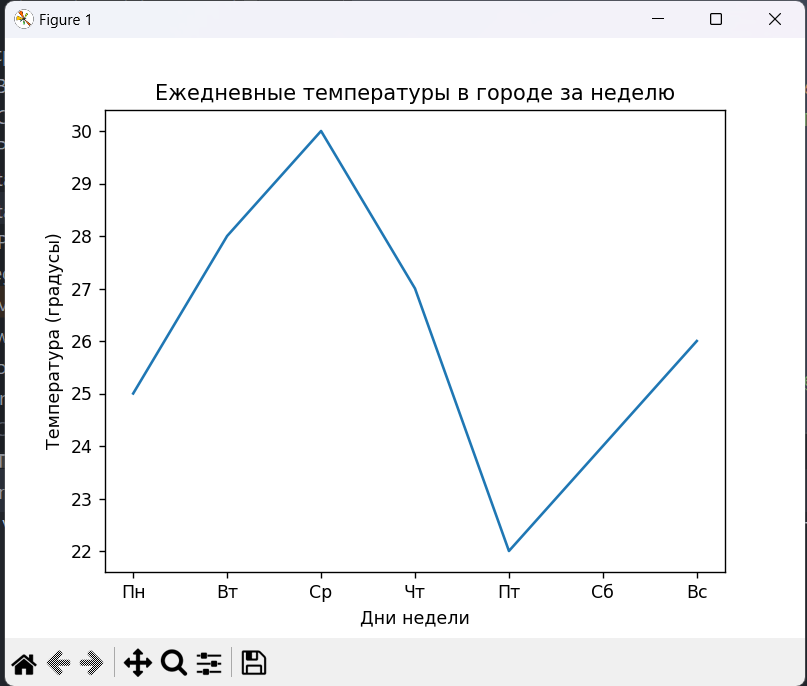 Figure 1
Ежедневные температуры в городе за неделю
30
29
28
27
26
25
24
23
22
Температура (градусы)
Пн Вт Ср Чт Пт Сб Вс
Дни недели